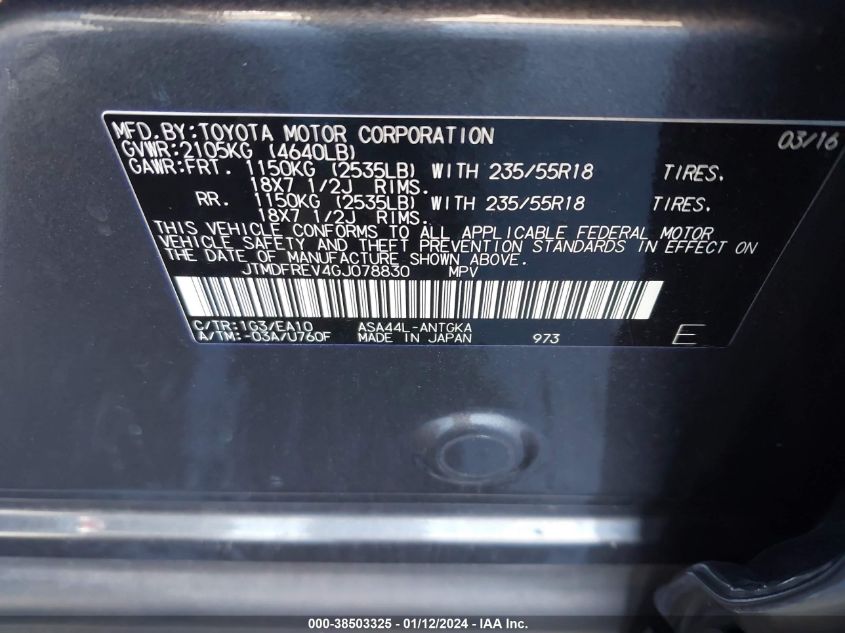 MFD.BY:TOYOTA MOTOR CORPORATION 03/16
GVWR:2105KG (4640LB)
GAWR:FRT. 1150KG (2535LB) WITH 235/55R18 TIRES.
18X7 1/2J RIMS.
RR. 1150KG (2535LB) WITH 235/55R18 TIRES.
18X7 1/2J RIMS.
THIS VEHICLE CONFORMS TO ALL APPLICABLE FEDERAL MOTOR
VEHICLE SAFETY AND THEFT PREVENTION STANDARDS IN EFFECT ON
THE DATE OF MANUFACTURE SHOWN ABOVE.
JTMDFREV4GJ078830 MPV
C/TR:1G3/EA10 ASA44L-ANTGKA
A/TM:-03A/U760F MADE IN JAPAN 973 E
000-38503325 - 01/12/2024 - IAA Inc.